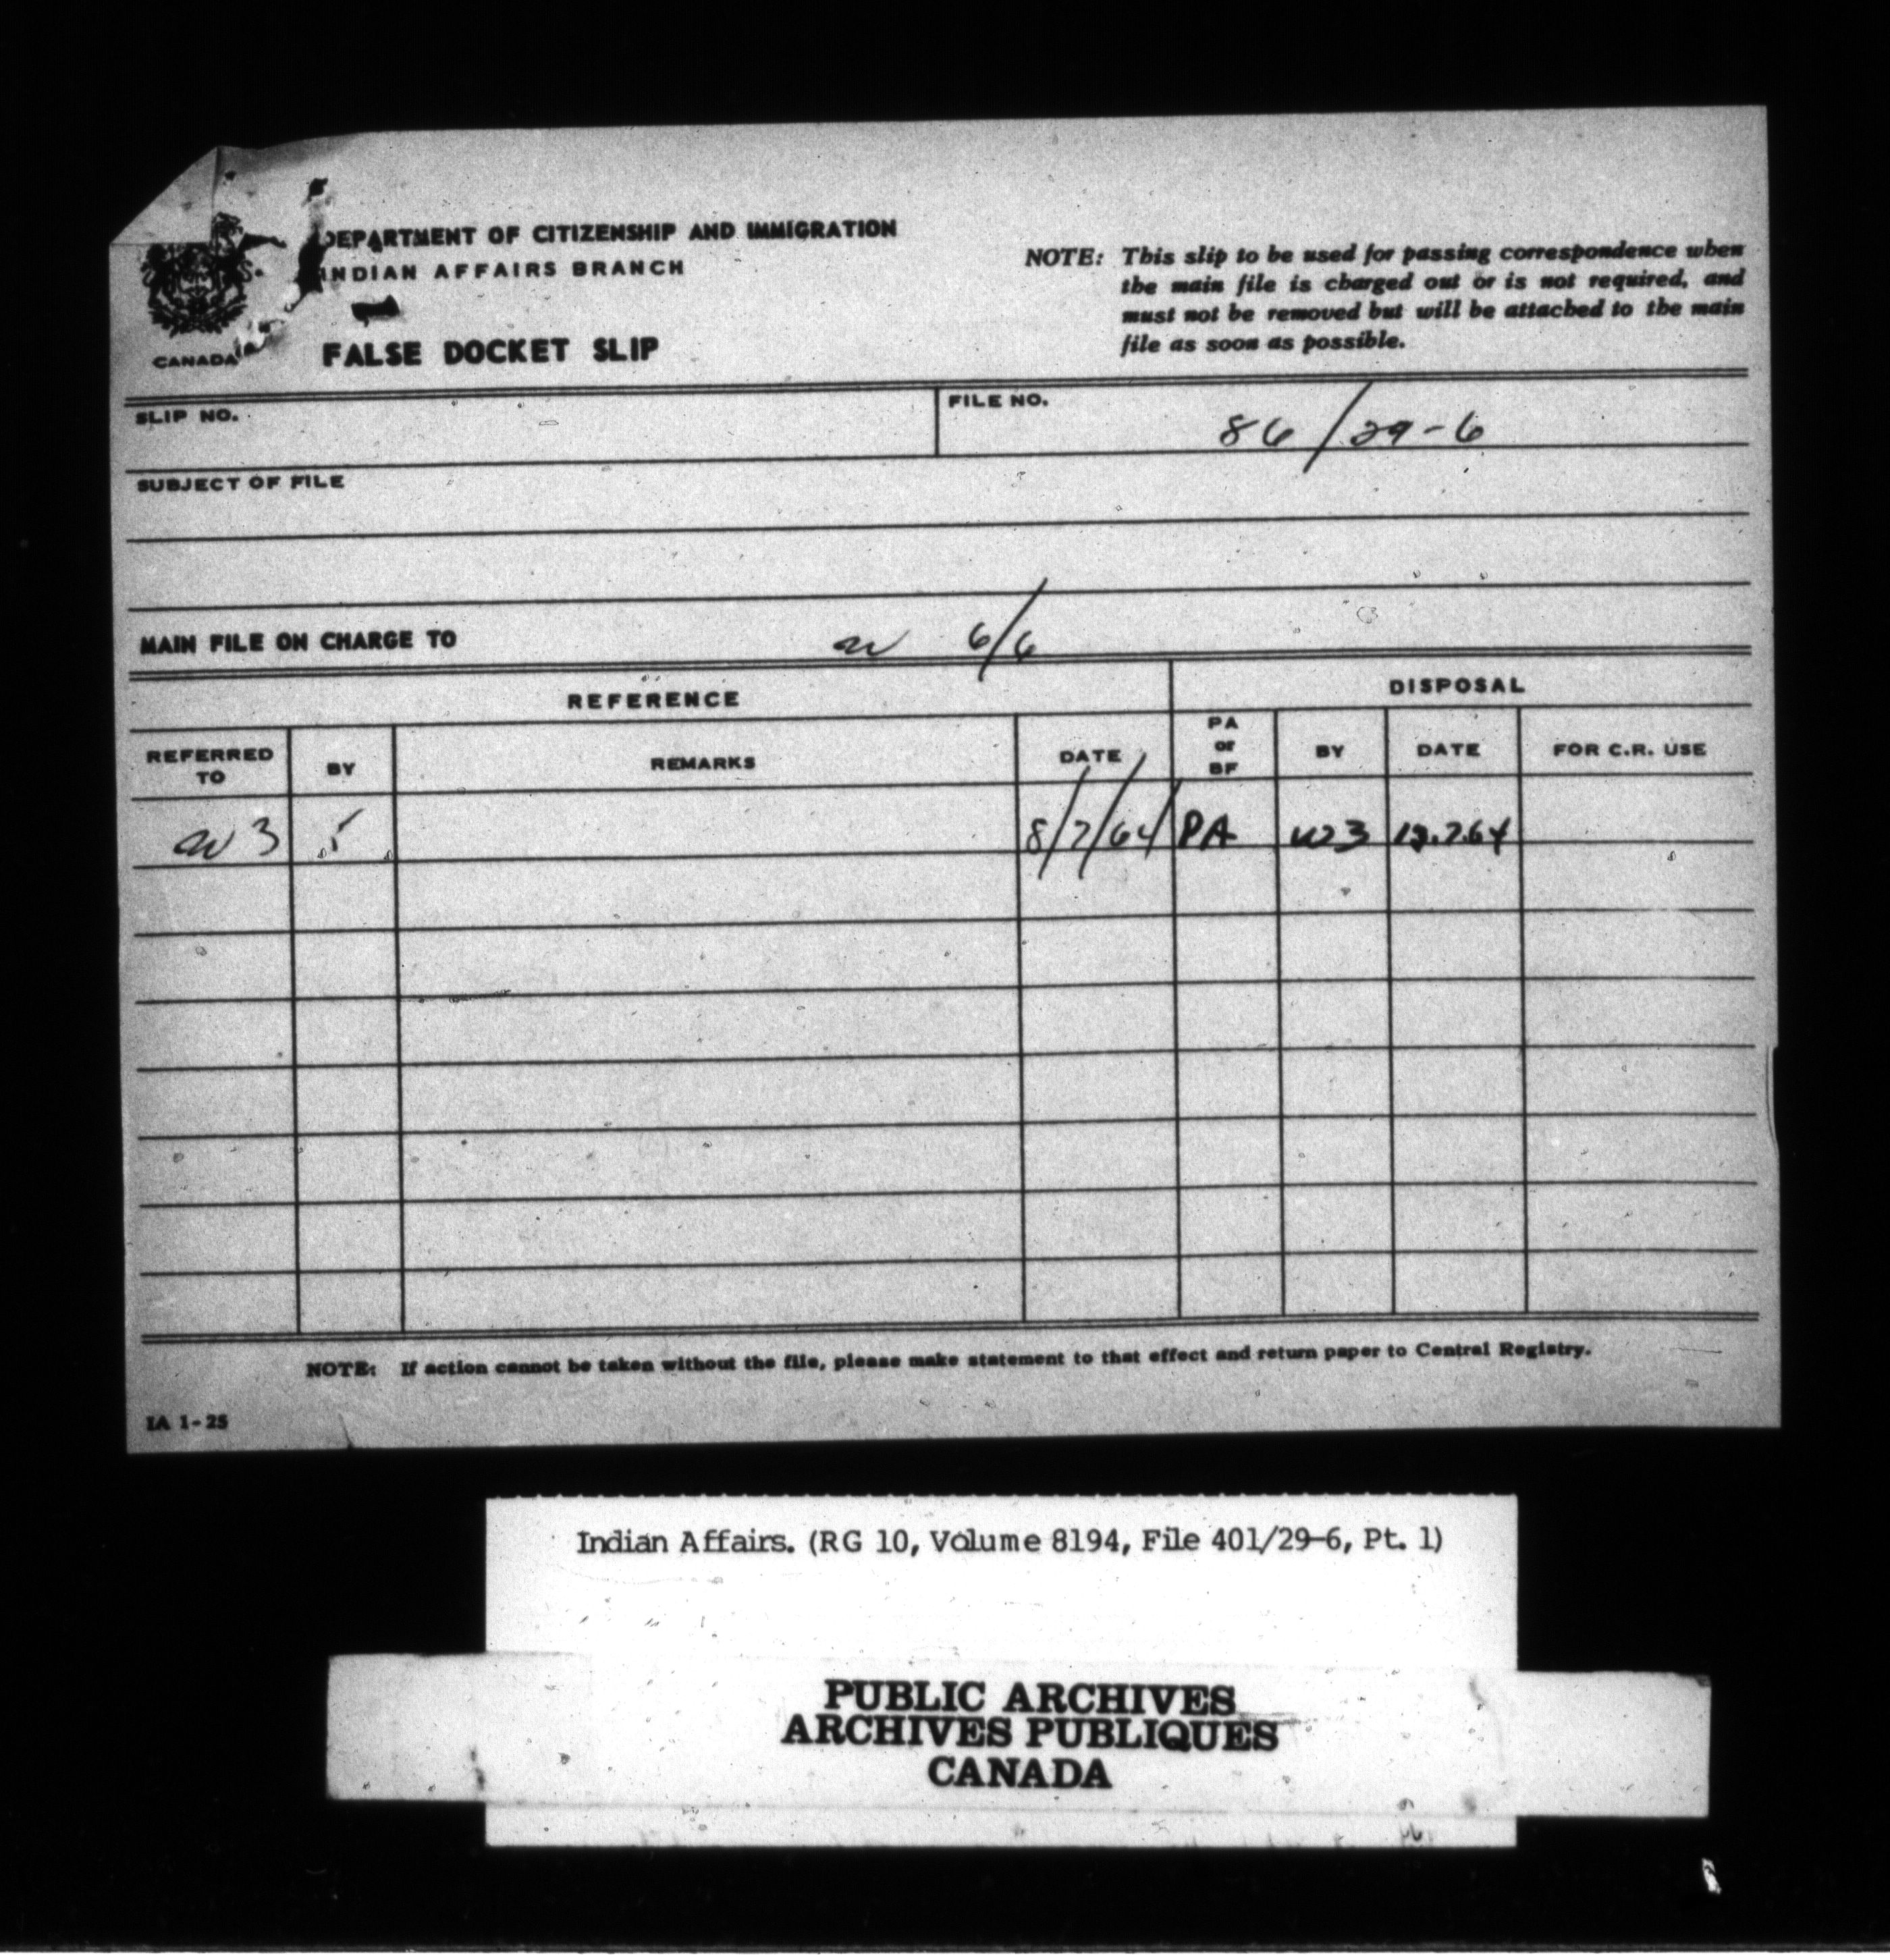 DEPARTMENT OF CITIZENSHIP AND IMMIGRATION
INDIAN AFFAIRS BRANCH
CANADA
FALSE DOCKET SLIP
NOTE: This slip to be used for passing correspondence when
the main file is charged out or is not required, and
must not be removed but will be attached to the main
file as soon as possible.
SLIP NO.
FILE NO.
86/29-6
SUBJECT OF FILE
MAIN FILE ON CHARGE TO
6/6
REFERENCE
DISPOSAL
REFERRED TO
BY
REMARKS
DATE
PA or BF
BY
DATE
FOR C.R. USE
W3 8/7/64 PA W3 .7.64
NOTE: If action cannot be taken without the file, please make statement to that effect and return paper to Central Registry.
IA 1-25
Indian Affairs. (RG 10, Volume 8194, File 401/29-6, Pt. 1)
PUBLIC ARCHIVES
ARCHIVES PUBLIQUES
CANADA